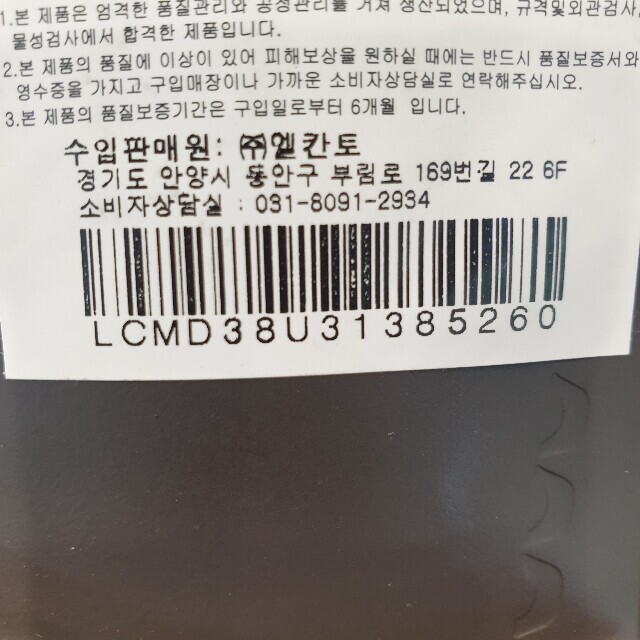 1.본 제품은 엄격한 품질관리와 공정관리를 거쳐 생산되었으며, 규격및외관검사,
물성검사에서 합격한 제품입니다.
2.본 제품의 품질에 이상이 있어 피해보상을 원하실 때에는 반드시 품질보증서와
영수증을 가지고 구입매장이나 가까운 소비자상담실로 연락해주십시오.
3.본 제품의 품질보증기간은 구입일로부터 6개월 입니다.
수입판매원: ㈜엘칸토
경기도 안양시 동안구 부림로 169번길 22 6F
소비자상담실 : 031-8091-2934
LCMD38U31385260